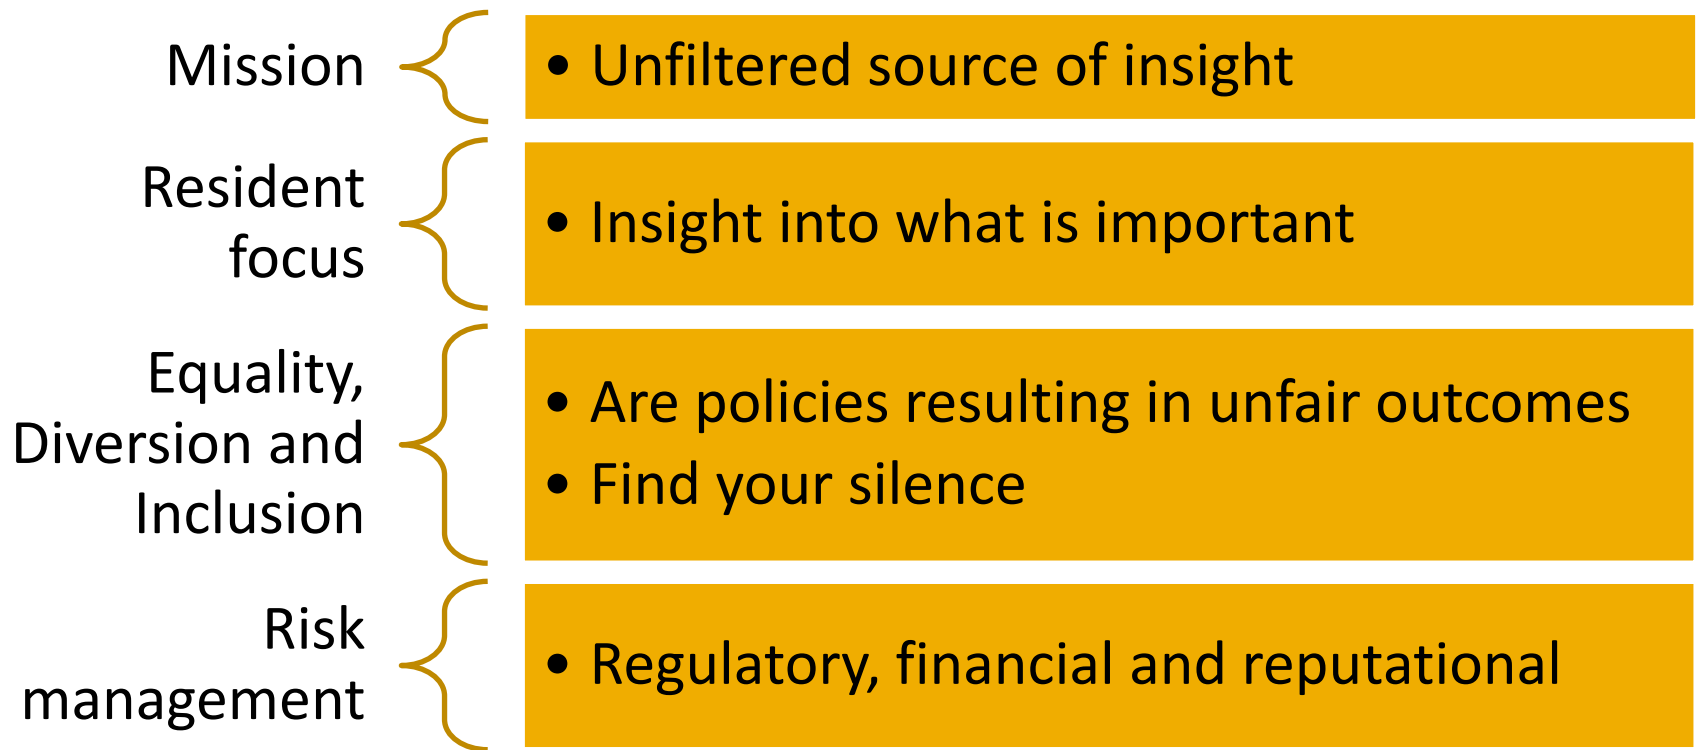 Mission
• Unfiltered source of insight
Resident
focus
• Insight into what is important
Equality,
Diversion and
Inclusion
• Are policies resulting in unfair outcomes
• Find your silence
Risk
management
• Regulatory, financial and reputational